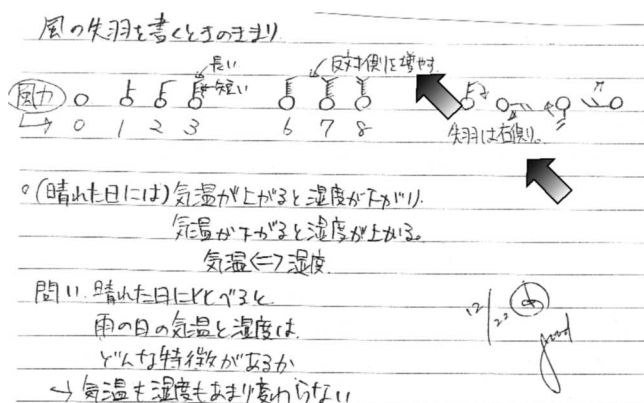 風の矢羽を書くときのきまり
長い 反対側に増やす
短い
風力
0 1 2 3 6 7 8 矢羽は右側り。
○(晴れた日には)気温が上がると湿度が下がり、
気温が下がると湿度が上がる。
気温⇔湿度
問い、晴れた日にくらべると、
雨の日の気温と湿度は、
どんな特徴があるか
→気温も湿度もあまり変わらない
12/22 good